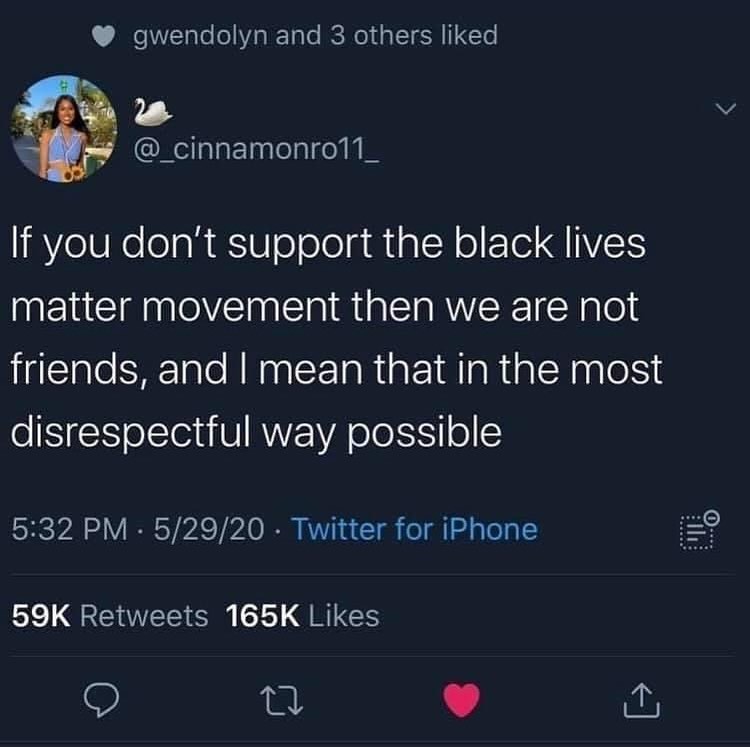 gwendolyn and 3 others liked
🦢
@_cinnamonro11_
If you don't support the black lives
matter movement then we are not
friends, and I mean that in the most
disrespectful way possible
5:32 PM · 5/29/20 · Twitter for iPhone
59K Retweets 165K Likes